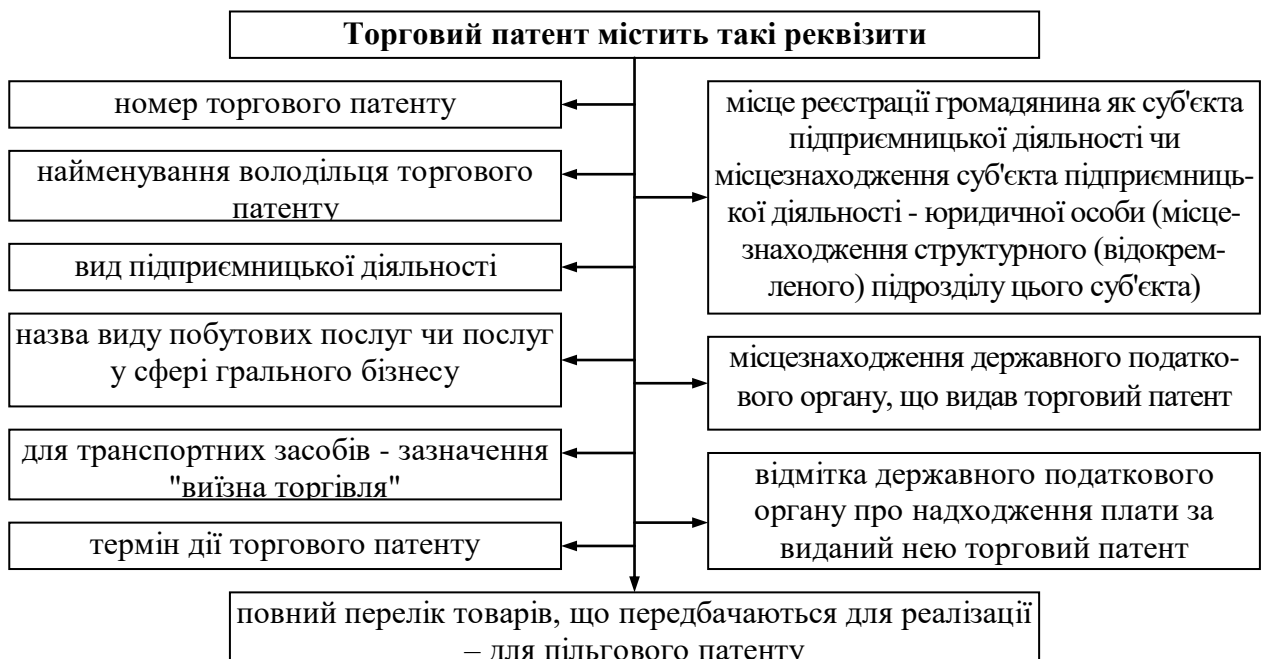 Торговий патент містить такі реквізити
номер торгового патенту
найменування володільця торгового
патенту
вид підприємницької діяльності
назва виду побутових послуг чи послуг
у сфері грального бізнесу
для транспортних засобів - зазначення
"виїзна торгівля"
термін дії торгового патенту
місце реєстрації громадянина як суб'єкта
підприємницької діяльності чи
місцезнаходження суб'єкта підприємниць-
кої діяльності - юридичної особи (місце-
знаходження структурного (відокрем-
леного) підрозділу цього суб'єкта)
місцезнаходження державного податко-
вого органу, що видав торговий патент
відмітка державного податкового
органу про надходження плати за
виданий нею торговий патент
повний перелік товарів, що передбачаються для реалізації
– для пільгового патенту